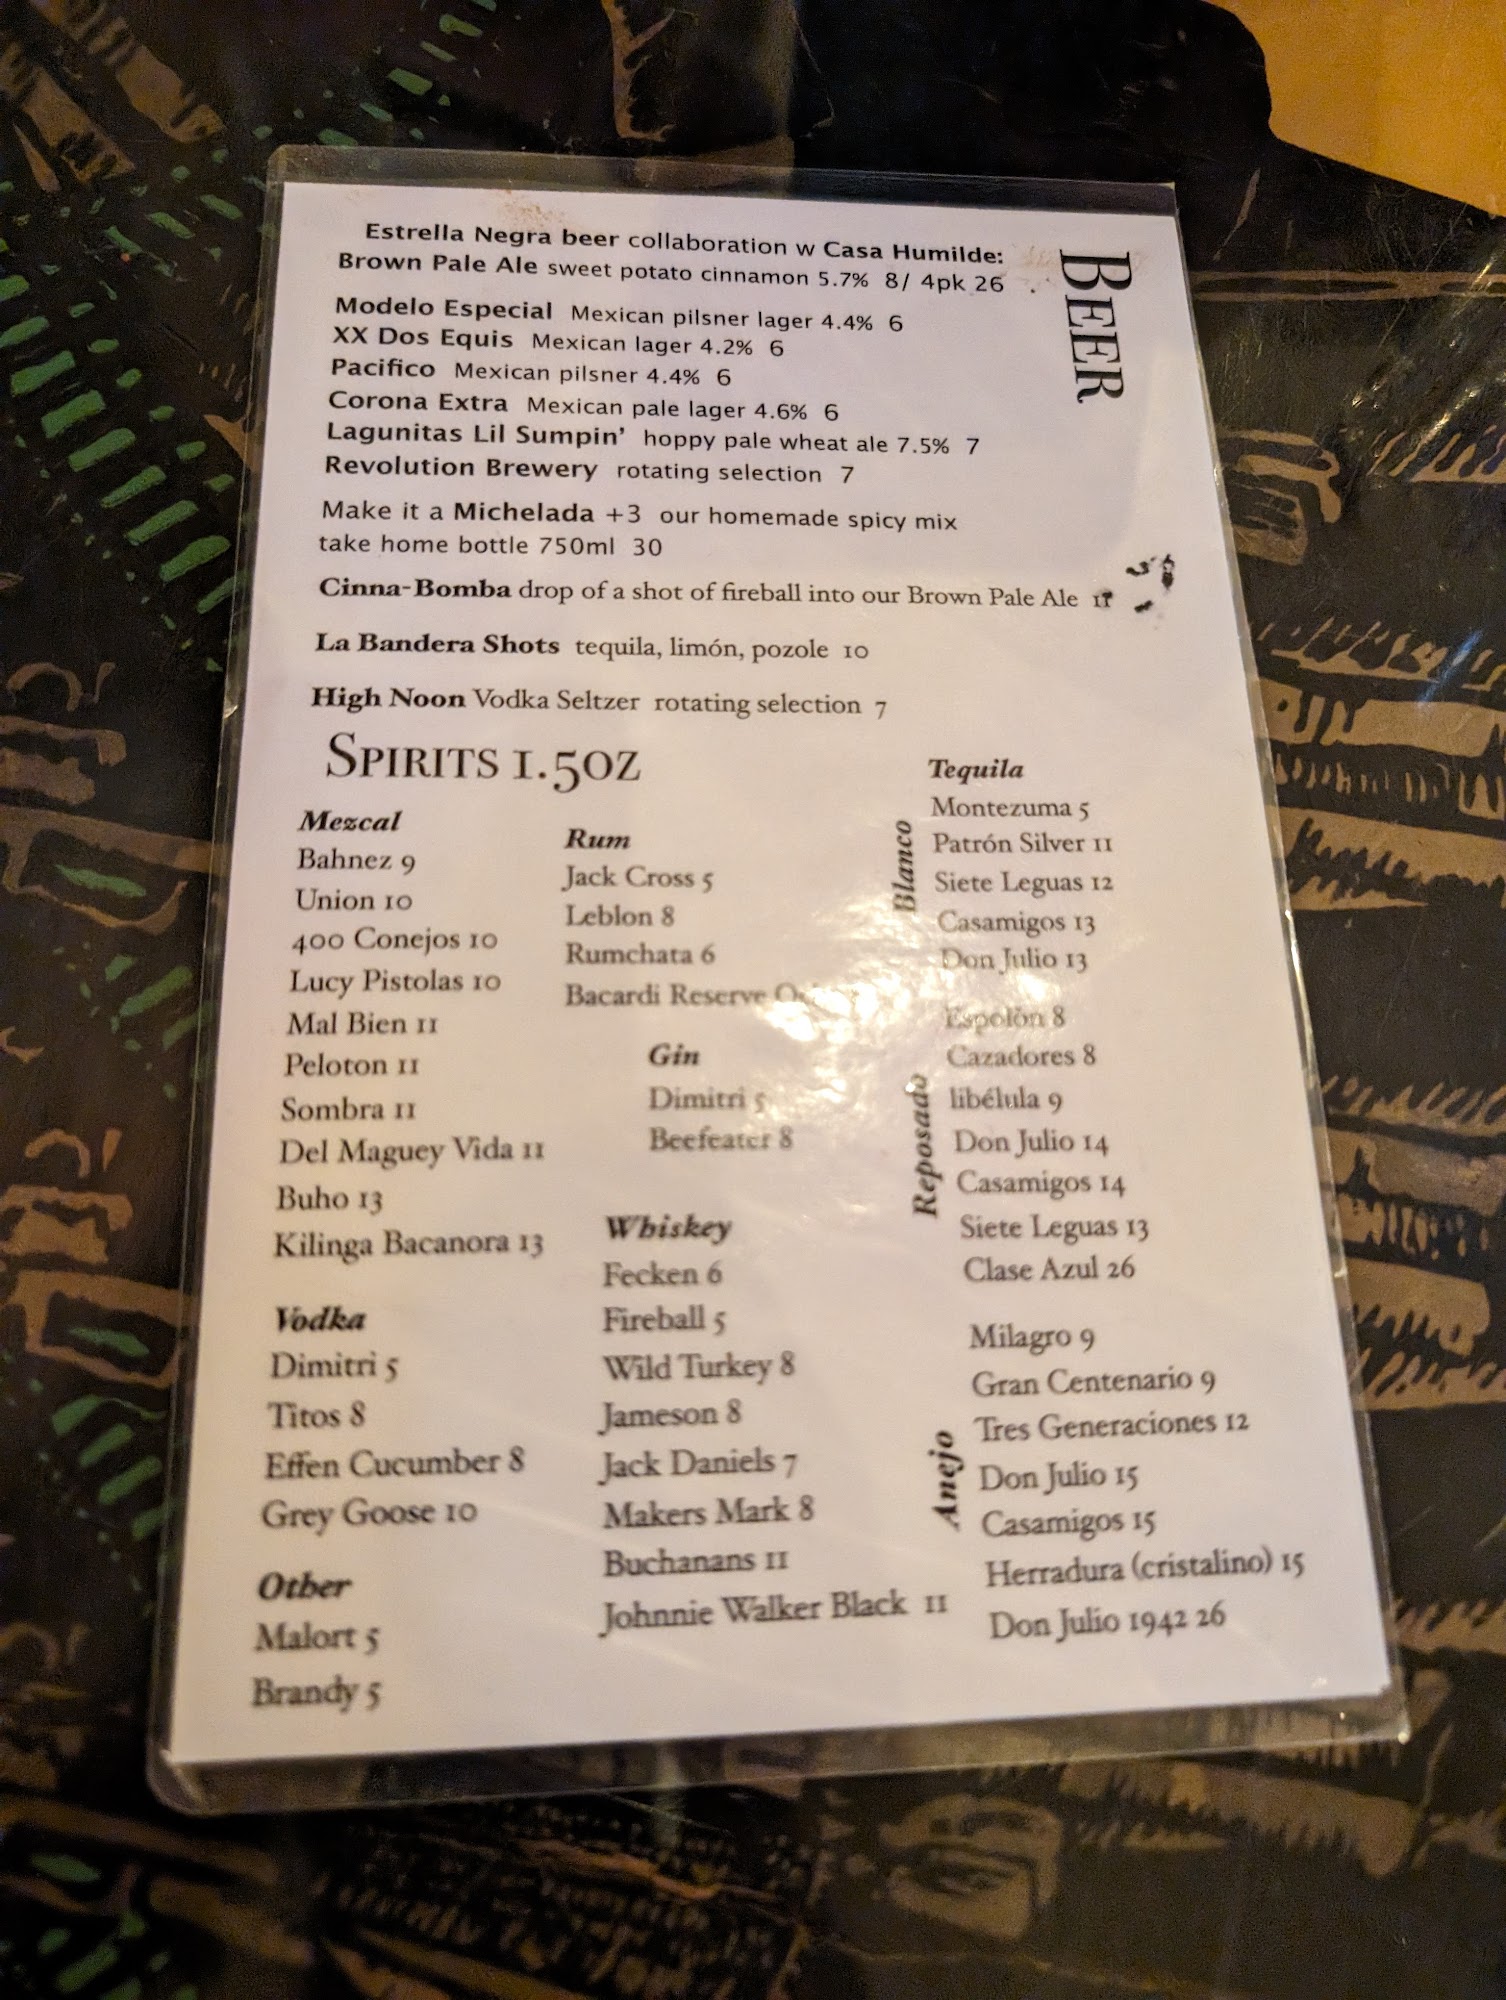 Estrella Negra beer collaboration w Casa Humilde:
Brown Pale Ale sweet potato cinnamon 5.7% 8/ 4pk 26
BEER
Modelo Especial Mexican pilsner lager 4.4% 6
XX Dos Equis Mexican lager 4.2% 6
Pacifico Mexican pilsner 4.4% 6
Corona Extra Mexican pale lager 4.6% 6
Lagunitas Lil Sumpin' hoppy pale wheat ale 7.5% 7
Revolution Brewery rotating selection 7
Make it a Michelada +3 our homemade spicy mix
take home bottle 750ml 30
Cinna-Bomba drop of a shot of fireball into our Brown Pale Ale
La Bandera Shots tequila, limón, pozole 10
High Noon Vodka Seltzer rotating selection 7
SPIRITS 1.5OZ
Mezcal
Bahnez 9
Union 10
400 Conejos 10
Lucy Pistolas 10
Mal Bien 11
Peloton 11
Sombra 11
Del Maguey Vida 11
Buho 13
Kilinga Bacanora 13
Vodka
Dimitri 5
Titos 8
Effen Cucumber 8
Grey Goose 10
Other
Malort 5
Brandy 5
Rum
Jack Cross 5
Leblon 8
Rumchata 6
Bacardi Reserve
Gin
Dimitri 5
Beefeater 8
Whiskey
Fecken 6
Fireball 5
Wild Turkey 8
Jameson 8
Jack Daniels 7
Makers Mark 8
Buchanans 11
Johnnie Walker Black 11
Tequila
Blanco
Montezuma 5
Patrón Silver 11
Siete Leguas 12
Casamigos 13
Don Julio 13
Reposado
Espolòn 8
Cazadores 8
libélula 9
Don Julio 14
Casamigos 14
Siete Leguas 13
Clase Azul 26
Anejo
Milagro 9
Gran Centenario 9
Tres Generaciones 12
Don Julio 15
Casamigos 15
Herradura (cristalino) 15
Don Julio 1942 26